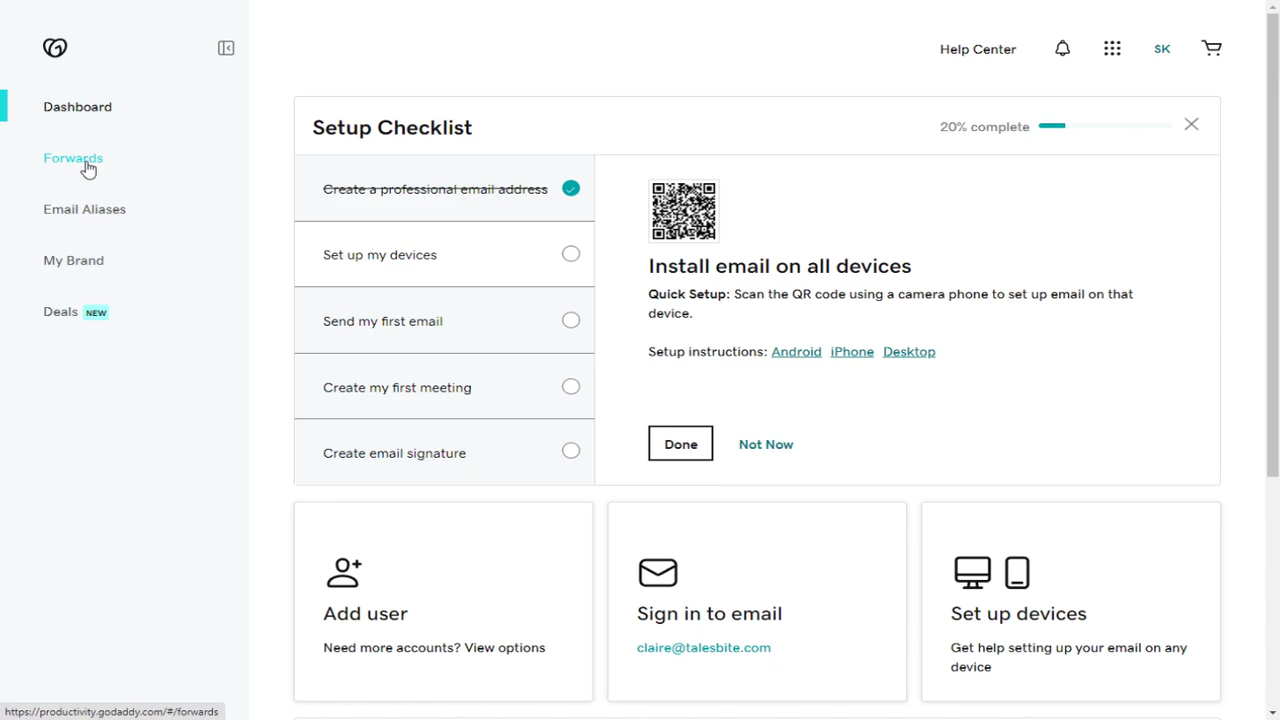 Help Center
SK
Dashboard
Forwards
Email Aliases
My Brand
Deals NEW
Setup Checklist
20% complete
Create a professional email address
Set up my devices
Send my first email
Create my first meeting
Create email signature
Install email on all devices
Quick Setup: Scan the QR code using a camera phone to set up email on that
device.
Setup instructions: Android iPhone Desktop
Done
Not Now
Add user
Need more accounts? View options
Sign in to email
claire@talesbite.com
Set up devices
Get help setting up your email on any
device
https://productivity.godaddy.com/#/forwards